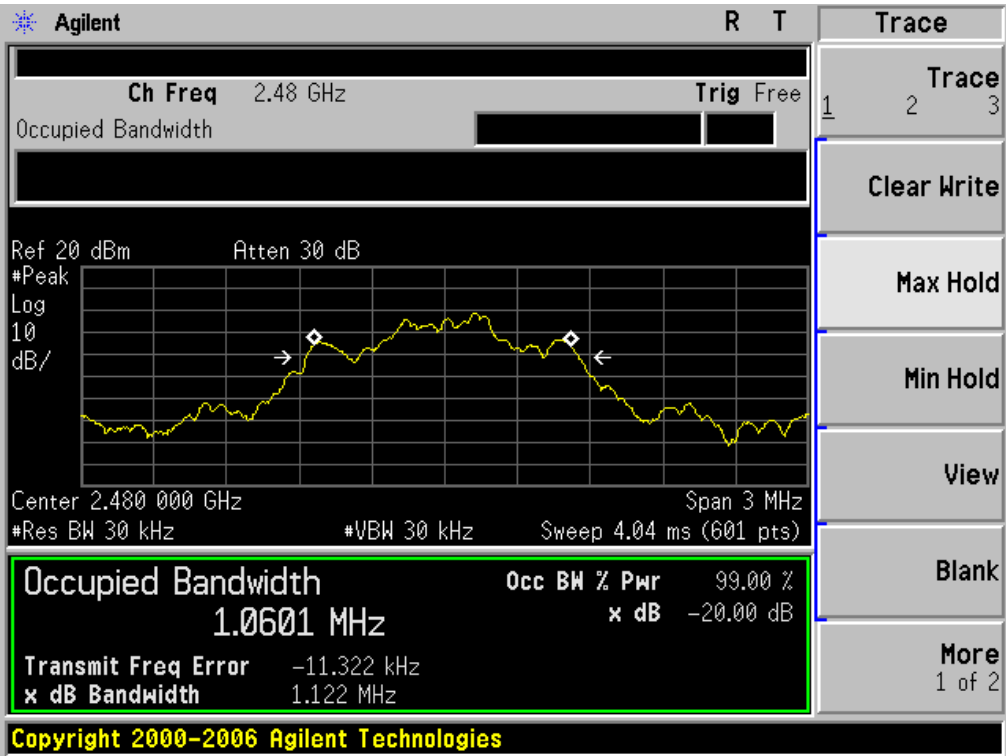 Agilent R T
Ch Freq 2.48 GHz Trig Free
Occupied Bandwidth
Ref 20 dBm Atten 30 dB
#Peak
Log
10
dB/
Center 2.480 000 GHz Span 3 MHz
#Res BW 30 kHz #VBW 30 kHz Sweep 4.04 ms (601 pts)
Occupied Bandwidth
1.0601 MHz
Occ BW % Pwr 99.00 %
x dB -20.00 dB
Transmit Freq Error -11.322 kHz
x dB Bandwidth 1.122 MHz
Copyright 2000-2006 Agilent Technologies
Trace
Trace
1 2 3
Clear Write
Max Hold
Min Hold
View
Blank
More
1 of 2